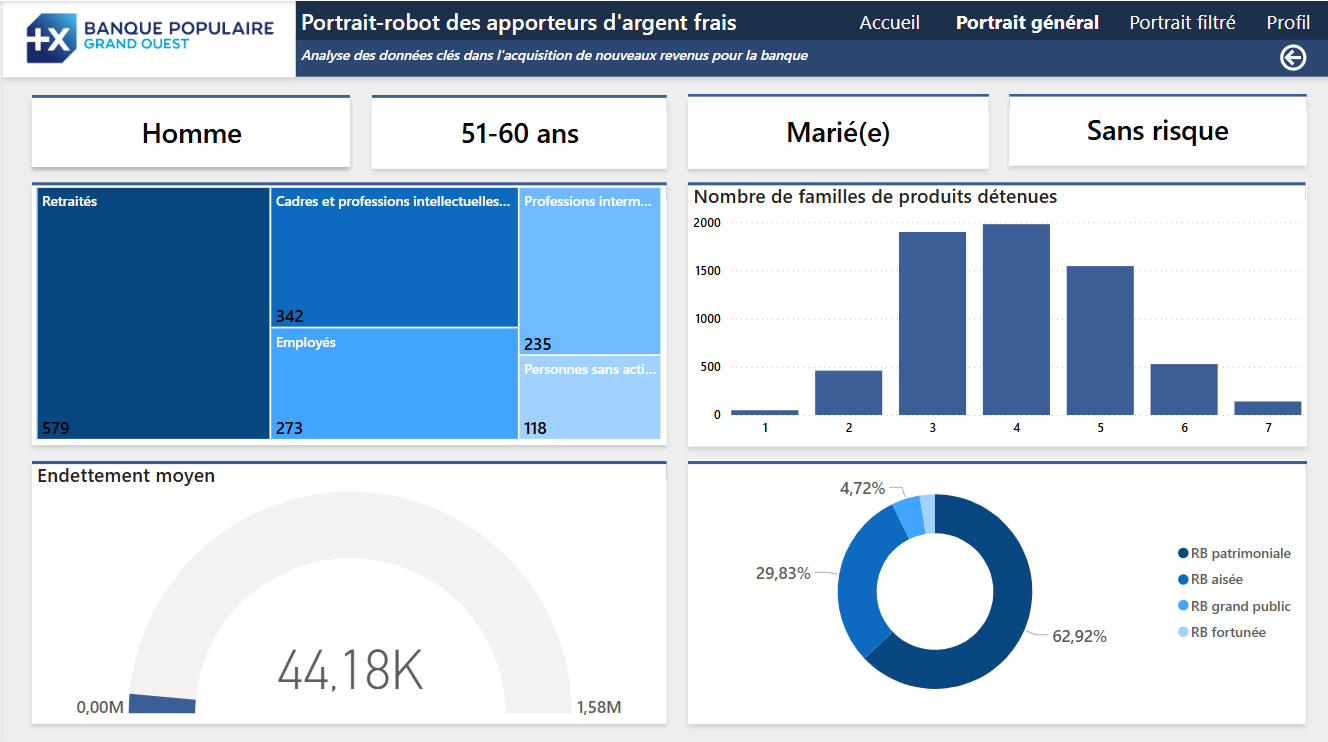 BANQUE POPULAIRE
GRAND OUEST
Portrait-robot des apporteurs d'argent frais
Accueil
Portrait général
Portrait filtré
Profil
Analyse des données clés dans l'acquisition de nouveaux revenus pour la banque
Homme
51-60 ans
Marié(e)
Sans risque
Retraités
579
Cadres et professions intellectuelles...
342
Employés
273
Professions interm...
235
Personnes sans acti...
118
Nombre de familles de produits détenues
2000
1500
1000
500
0
1 2 3 4 5 6 7
Endettement moyen
44,18K
0,00M
1,58M
4,72%
29,83%
62,92%
RB patrimoniale
RB aisée
RB grand public
RB fortunée